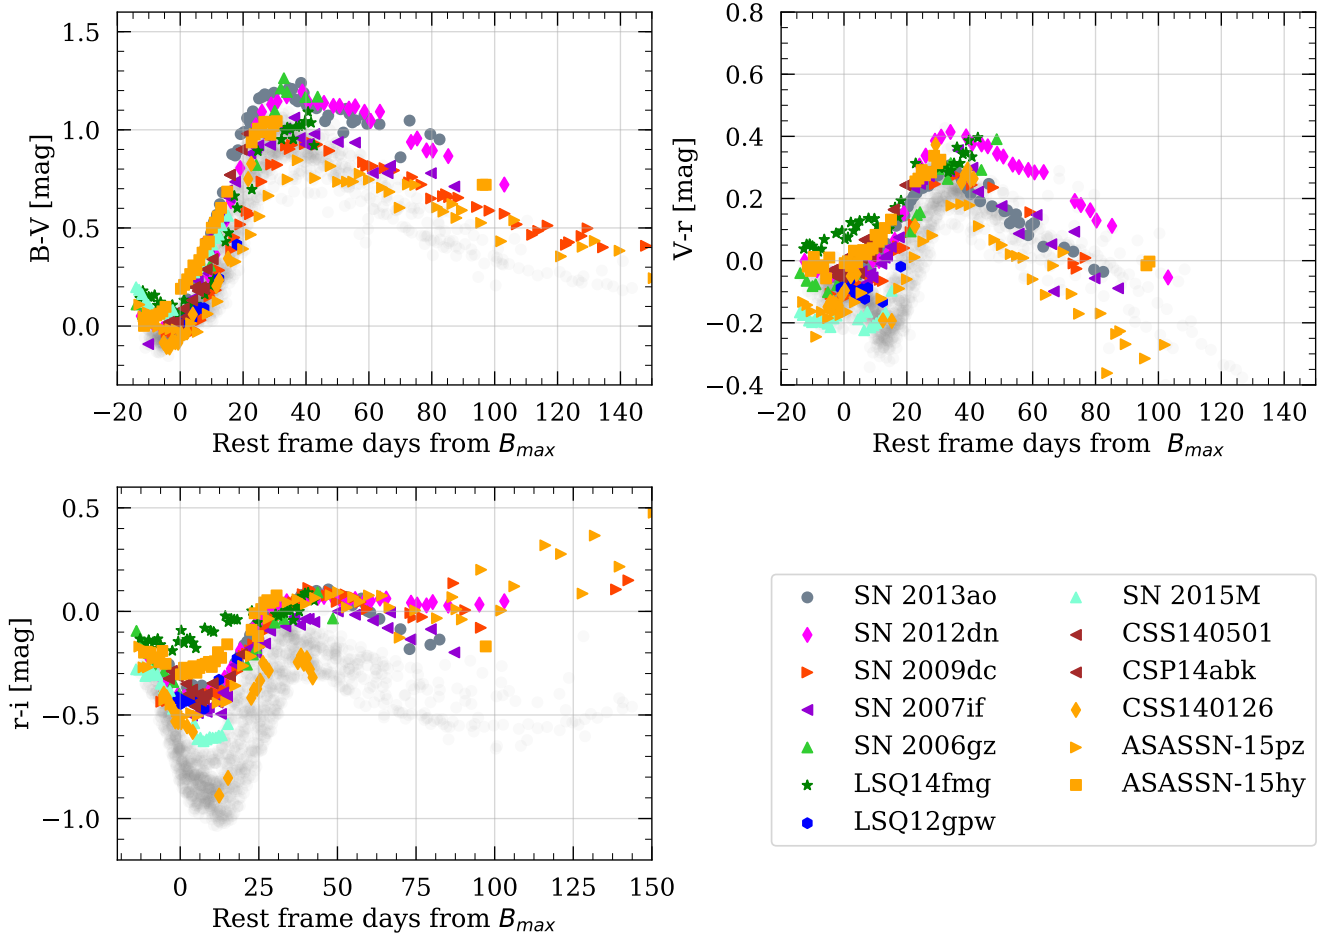 1.5
1.0
0.5
0.0
B-V [mag]
−20 0 20 40 60 80 100 120 140
Rest frame days from Bmax
0.8
0.6
0.4
0.2
0.0
−0.2
−0.4
V-r [mag]
−20 0 20 40 60 80 100 120 140
Rest frame days from Bmax
0.5
0.0
−0.5
−1.0
r-i [mag]
0 25 50 75 100 125 150
Rest frame days from Bmax
SN 2013ao
SN 2012dn
SN 2009dc
SN 2007if
SN 2006gz
LSQ14fmg
LSQ12gpw
SN 2015M
CSS140501
CSP14abk
CSS140126
ASASSN-15pz
ASASSN-15hy